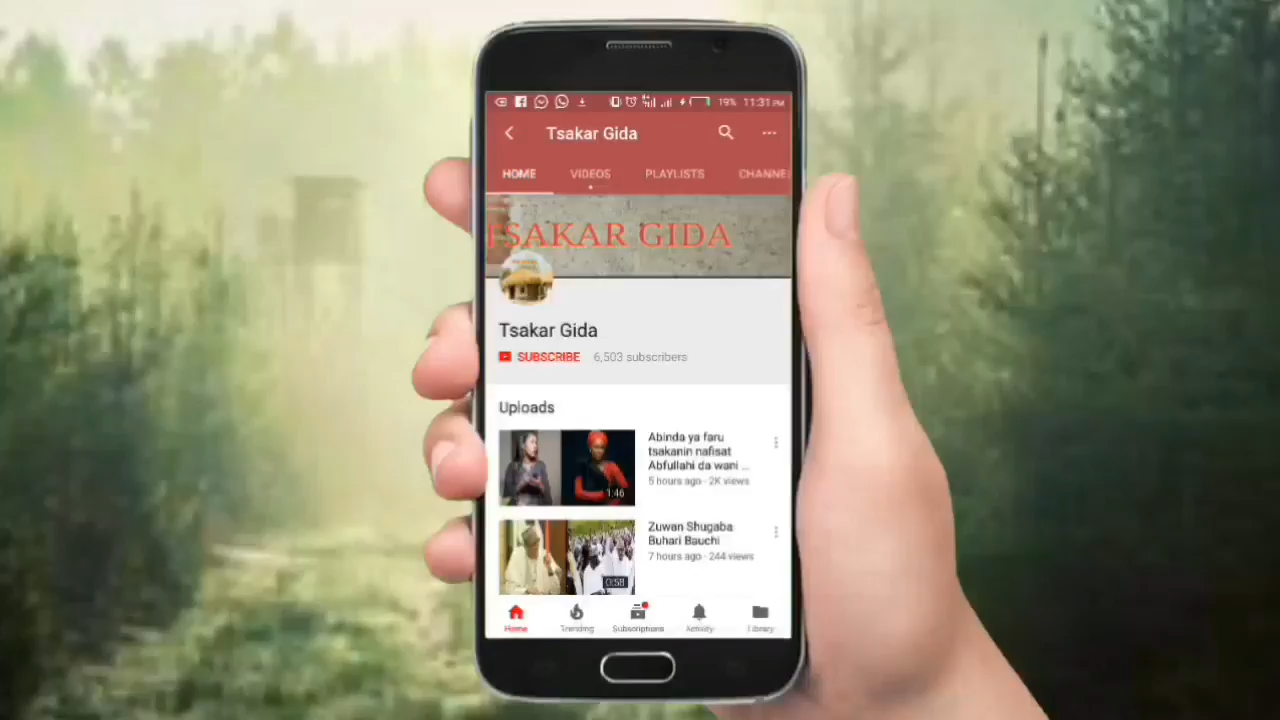 19% 11:31 PM
Tsakar Gida
HOME VIDEOS PLAYLISTS CHANNE
TSAKAR GIDA
Tsakar Gida
SUBSCRIBE 6,503 subscribers
Uploads
Abinda ya faru
tsakanin nafisat
Abfullahi da wani ...
5 hours ago · 2K views
1:46
Zuwan Shugaba
Buhari Bauchi
7 hours ago · 244 views
0:58
Home Trending Subscriptions Activity Library